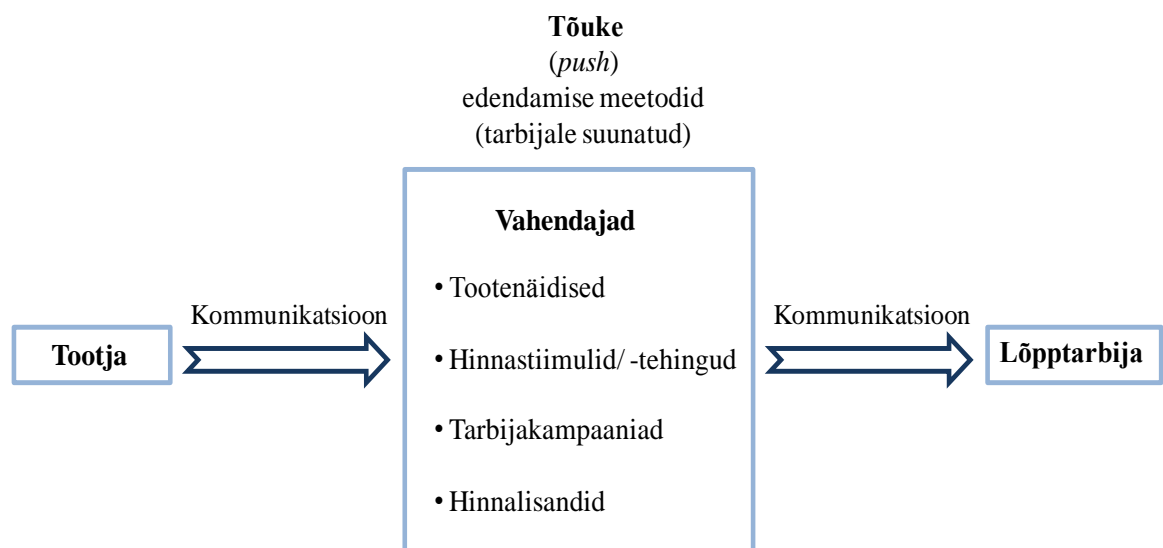 Tõuke
(push)
edendamise meetodid
(tarbijale suunatud)
Vahendajad
• Tootenäidised
Kommunikatsioon
Kommunikatsioon
Tootja
• Hinnastiimulid/ -tehingud
Lõpptarbija
• Tarbijakampaaniad
• Hinnalisandid